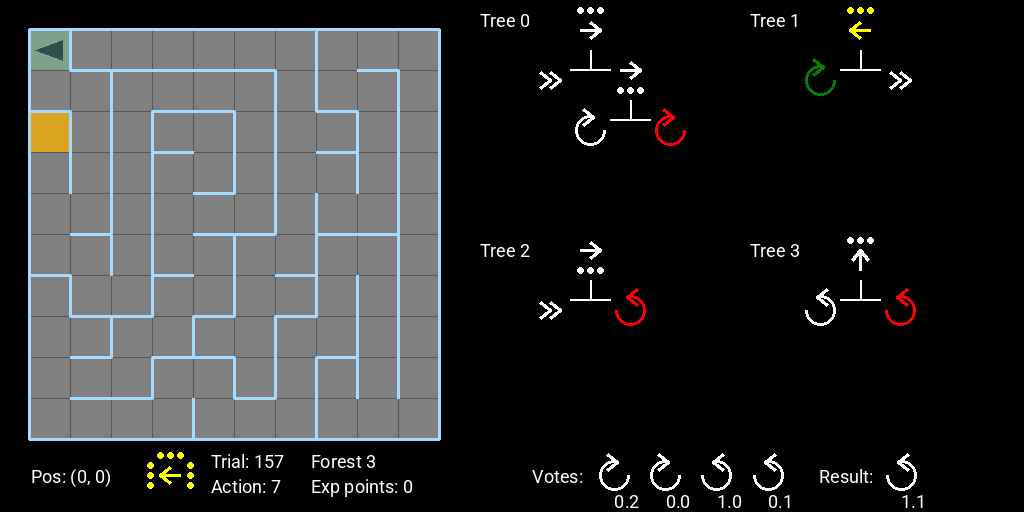 Tree 0
Tree 1
Tree 2
Tree 3
Pos: (0, 0)
Trial: 157
Forest 3
Action: 7
Exp points: 0
Votes:
0.2
0.0
1.0
0.1
Result:
1.1